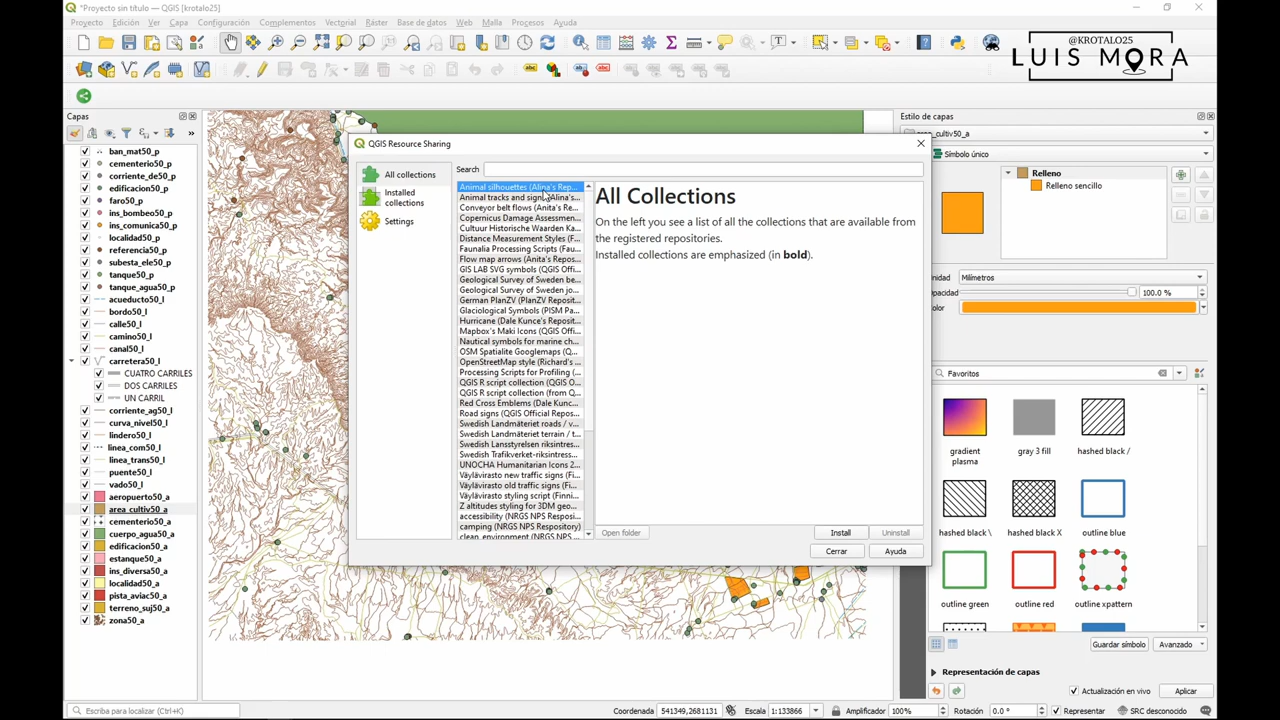 *Proyecto sin título — QGIS [krotalo25]
Proyecto Edición Ver Capa Configuración Complementos Vectorial Ráster Base de datos Web Malla Procesos Ayuda
@KROTALO25
LUIS MORA
Capas
ban_mat50_p
cementerio50_p
corriente_de50_p
edificacion50_p
faro50_p
ins_bombeo50_p
ins_comunica50_p
localidad50_p
referencia50_p
subesta_ele50_p
tanque50_p
tanque_agua50_p
acueducto50_l
bordo50_l
calle50_l
camino50_l
canal50_l
carretera50_l
CUATRO CARRILES
DOS CARRILES
UN CARRIL
corriente_ag50_l
curva_nivel50_l
lindero50_l
linea_com50_l
linea_trans50_l
puente50_l
vado50_l
aeropuerto50_a
area_cultiv50_a
cementerio50_a
cuerpo_agua50_a
edificacion50_a
estanque50_a
ins_diversa50_a
localidad50_a
pista_aviac50_a
terreno_suj50_a
zona50_a
QGIS Resource Sharing
All collections
Installed
collections
Settings
Search
Animal silhouettes (Alina's Rep...
Animal tracks and signs (Alina's...
Conveyor belt flows (Anita's Re...
Copernicus Damage Assessmen...
Cultuur Historische Waarden Ka...
Distance Measurement Styles (F...
Faunalia Processing Scripts (Fau...
Flow map arrows (Anita's Repos...
GIS LAB SVG symbols (QGIS Offi...
Geological Survey of Sweden be...
Geological Survey of Sweden jo...
German PlanZV (PlanZV Reposit...
Glaciological Symbols (PISM Pa...
Hurricane (Dale Kunce's Reposit...
Mapbox's Maki Icons (QGIS Offi...
Nautical symbols for marine ch...
OSM Spatialite Googlemaps (Q...
OpenStreetMap style (Richard's ...
Processing Scripts for Profiling (...
QGIS R script collection (QGIS O...
QGIS R script collection (from Q...
Red Cross Emblems (Dale Kunc...
Road signs (QGIS Official Repos...
Swedish Landmäteriet roads / v...
Swedish Landmäteriet terrain / t...
Swedish Lansstyrelsen riksintres...
Swedish Trafikverket-riksintress...
UNOCHA Humanitarian Icons 2...
Väylävirasto new traffic signs (Fi...
Väylävirasto old traffic signs (Fi...
Väylävirasto styling script (Finni...
Z altitudes styling for 3DM geo...
accessibility (NRGS NPS Reposi...
camping (NRGS NPS Repository)
clean_environment (NRGS NPS...
All Collections
On the left you see a list of all the collections that are available from
the registered repositories.
Installed collections are emphasized (in bold).
Open folder
Install
Uninstall
Cerrar
Ayuda
Estilo de capas
area_cultiv50_a
Símbolo único
Relleno
Relleno sencillo
Unidad Milímetros
Opacidad 100.0 %
Color
Favoritos
gradient
plasma
gray 3 fill
hashed black /
hashed black \
hashed black X
outline blue
outline green
outline red
outline xpattern
Guardar símbolo
Avanzado
Representación de capas
Actualización en vivo
Aplicar
Escriba para localizar (Ctrl+K)
Coordenada 541349,2681131
Escala 1:133866
Amplificador 100%
Rotación 0.0 °
Representar
SRC desconocido